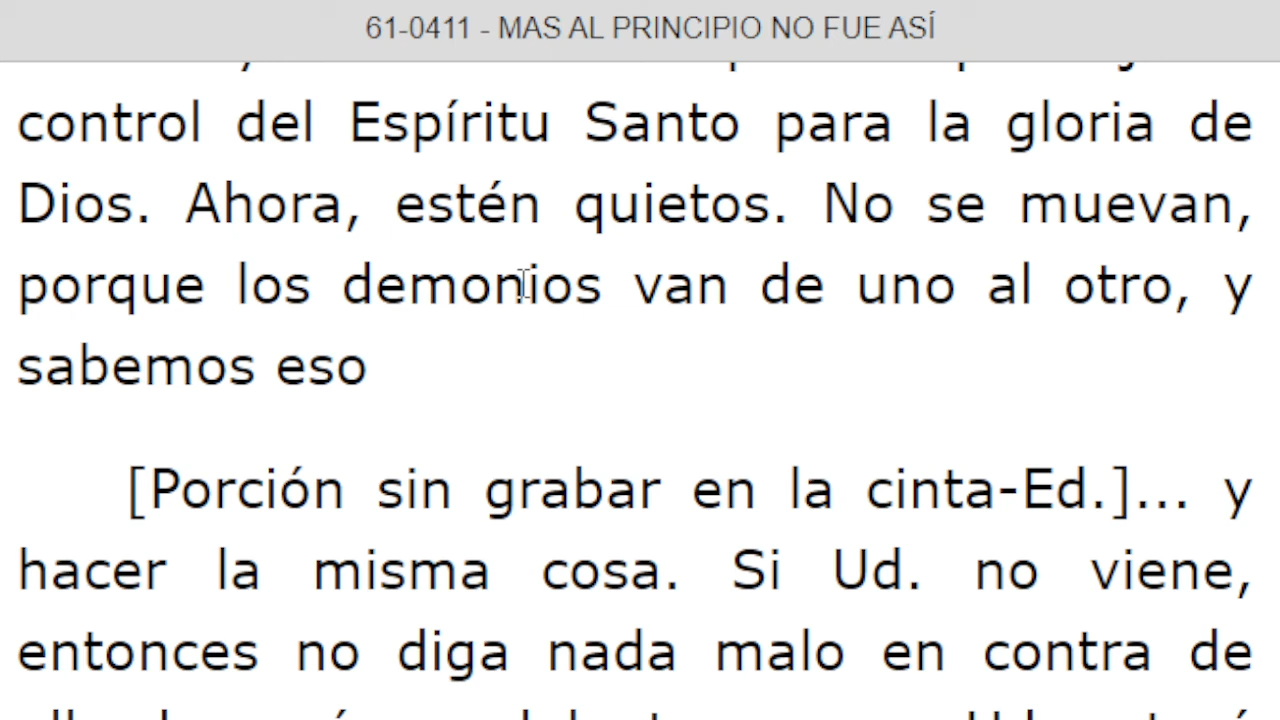 61-0411 - MAS AL PRINCIPIO NO FUE ASÍ
control del Espíritu Santo para la gloria de
Dios. Ahora, estén quietos. No se muevan,
porque los demonios van de uno al otro, y
sabemos eso
[Porción sin grabar en la cinta-Ed.]... y
hacer la misma cosa. Si Ud. no viene,
entonces no diga nada malo en contra de